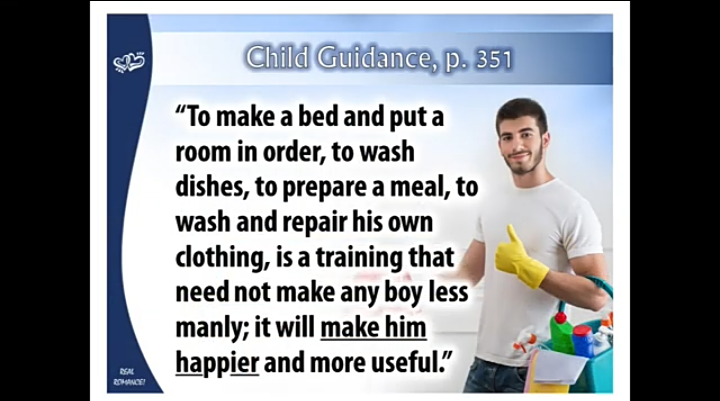 Child Guidance, p. 351
“To make a bed and put a
room in order, to wash
dishes, to prepare a meal, to
wash and repair his own
clothing, is a training that
need not make any boy less
manly; it will make him
happier and more useful.”
REAL
ROMANCE!